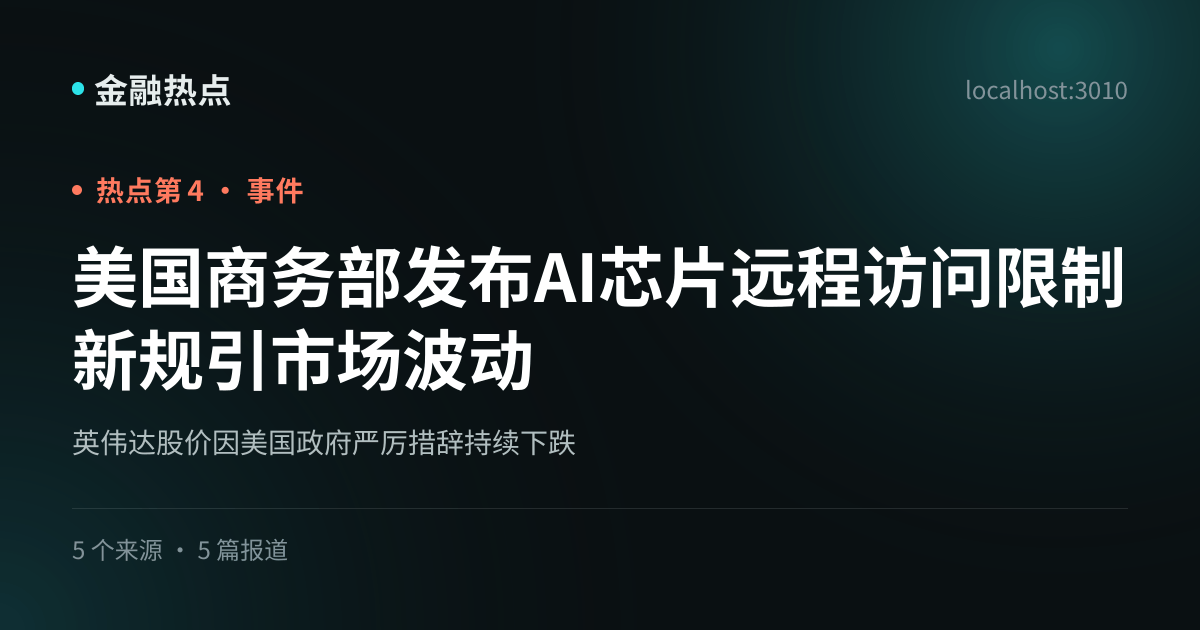 金融热点
localhost:3010
热点第 4 · 事件
美国商务部发布AI芯片远程访问限制
新规引市场波动
英伟达股价因美国政府严厉措辞持续下跌
5 个来源 · 5 篇报道